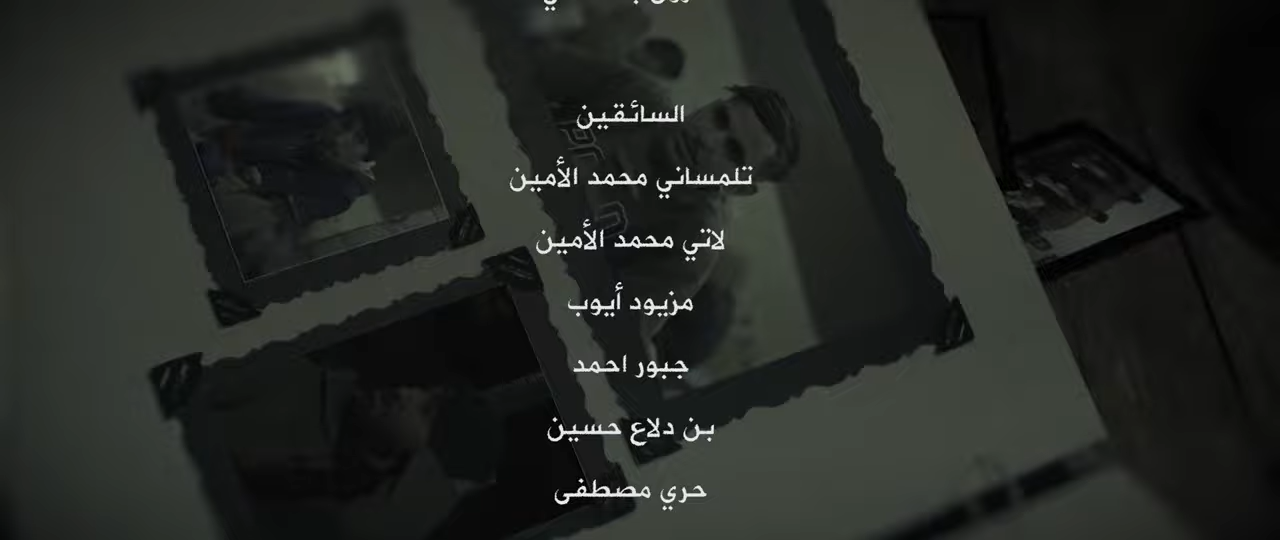 السائقين
تلمساني محمد الأمين
لاتي محمد الأمين
مزيود أيوب
جبور احمد
بن دلاع حسين
حري مصطفى